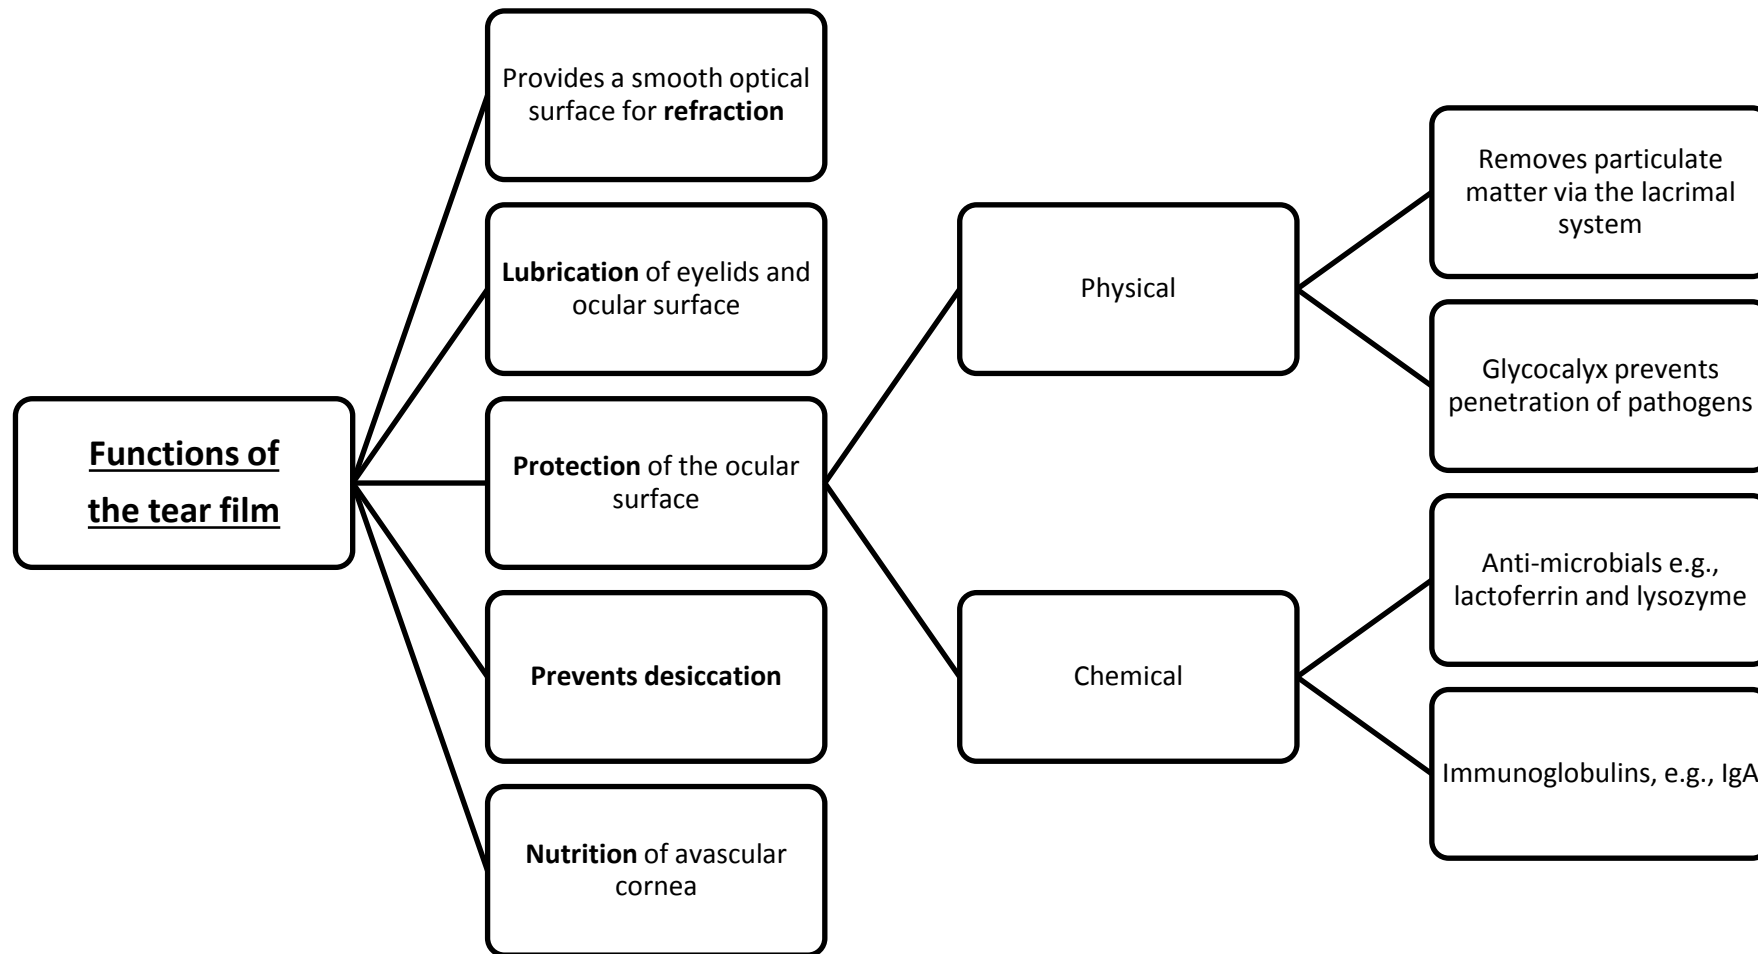 Functions of
the tear film
Provides a smooth optical
surface for refraction
Lubrication of eyelids and
ocular surface
Protection of the ocular
surface
Prevents desiccation
Nutrition of avascular
cornea
Physical
Chemical
Removes particulate
matter via the lacrimal
system
Glycocalyx prevents
penetration of pathogens
Anti-microbials e.g.,
lactoferrin and lysozyme
Immunoglobulins, e.g., IgA